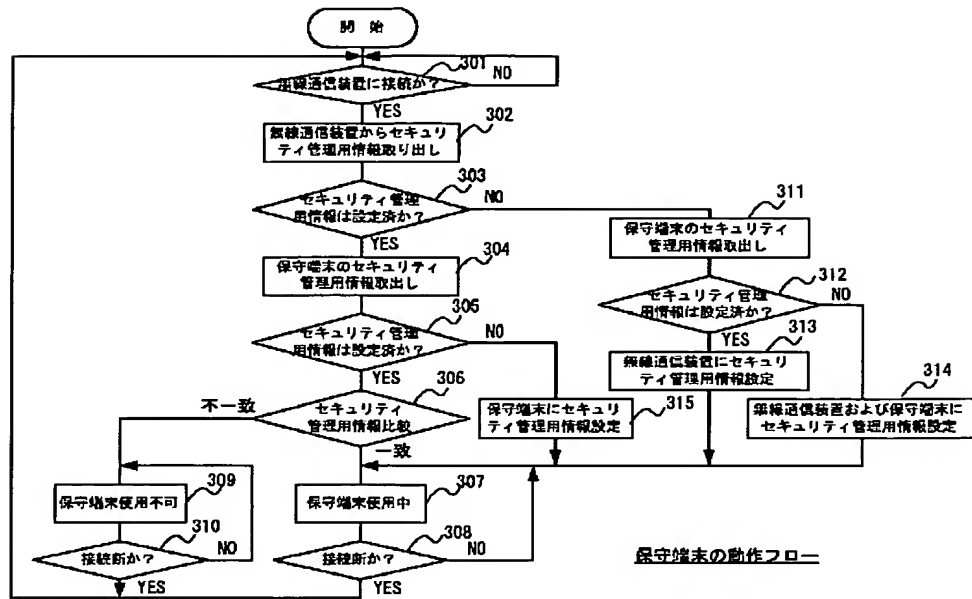 開 始
301
無線通信装置に接続か?
NO
YES
302
無線通信装置からセキュリ
ティ管理用情報取り出し
303
セキュリティ管理
用情報は設定済か?
NO
YES
304
保守端末のセキュリティ
管理用情報取出し
305
セキュリティ管理
用情報は設定済か?
NO
YES
306
セキュリティ
管理用情報比較
不一致
一致
307
保守端末使用中
308
接続断か?
NO
YES
309
保守端末使用不可
310
接続断か?
NO
YES
311
保守端末のセキュリティ
管理用情報取出し
312
セキュリティ管理
用情報は設定済か?
NO
YES
313
無線通信装置にセキュリ
ティ管理用情報設定
314
無線通信装置および保守端末に
セキュリティ管理用情報設定
315
保守端末にセキュリ
ティ管理用情報設定
保守端末の動作フロー